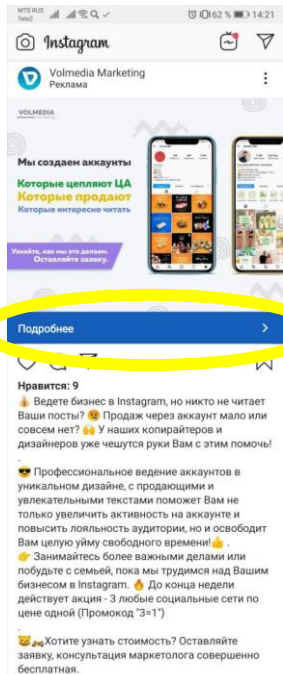 MTS RUS
Tele2
62 % 14:21
Instagram
Volmedia Marketing
Реклама
VOLMEDIA
Мы создаем аккаунты
Которые цепляют ЦА
Которые продают
Которые интересно читать
Узнайте, как мы это делаем.
Оставляйте заявку.
Подробнее
Нравится: 9
Ведете бизнес в Instagram, но никто не читает
Ваши посты? Продаж через аккаунт мало или
совсем нет? У наших копирайтеров и
дизайнеров уже чешутся руки Вам с этим помочь!
.
Профессиональное ведение аккаунтов в
уникальном дизайне, с продающими и
увлекательными текстами поможет Вам не
только увеличить активность на аккаунте и
повысить лояльность аудитории, но и освободит
Вам целую уйму свободного времени! .
Занимайтесь более важными делами или
побудьте с семьей, пока мы трудимся над Вашим
бизнесом в Instagram. До конца недели
действует акция - 3 любые социальные сети по
цене одной (Промокод "3=1")
.
Хотите узнать стоимость? Оставляйте
заявку, консультация маркетолога совершенно
бесплатная.